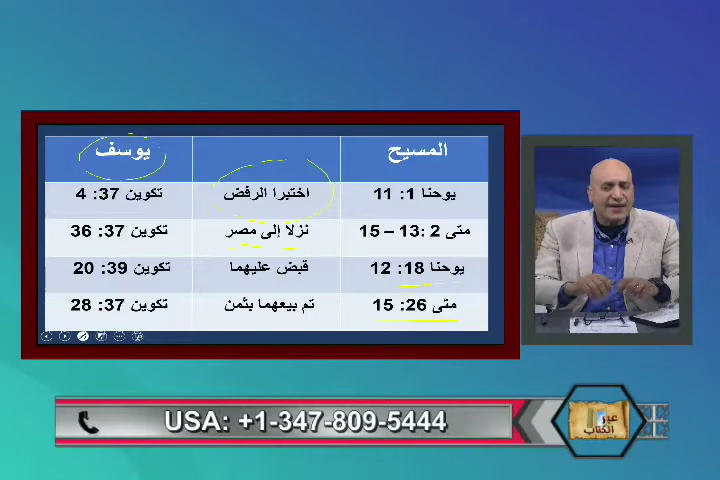 المسيح يوسف
يوحنا 1: 11 اختبرا الرفض تكوين 37: 4
متى 2: 13 – 15 نزلا إلى مصر تكوين 37: 36
يوحنا 18: 12 قبض عليهما تكوين 39: 20
متى 26: 15 تم بيعهما بثمن تكوين 37: 28
USA: +1-347-809-5444
عبر
الكتاب